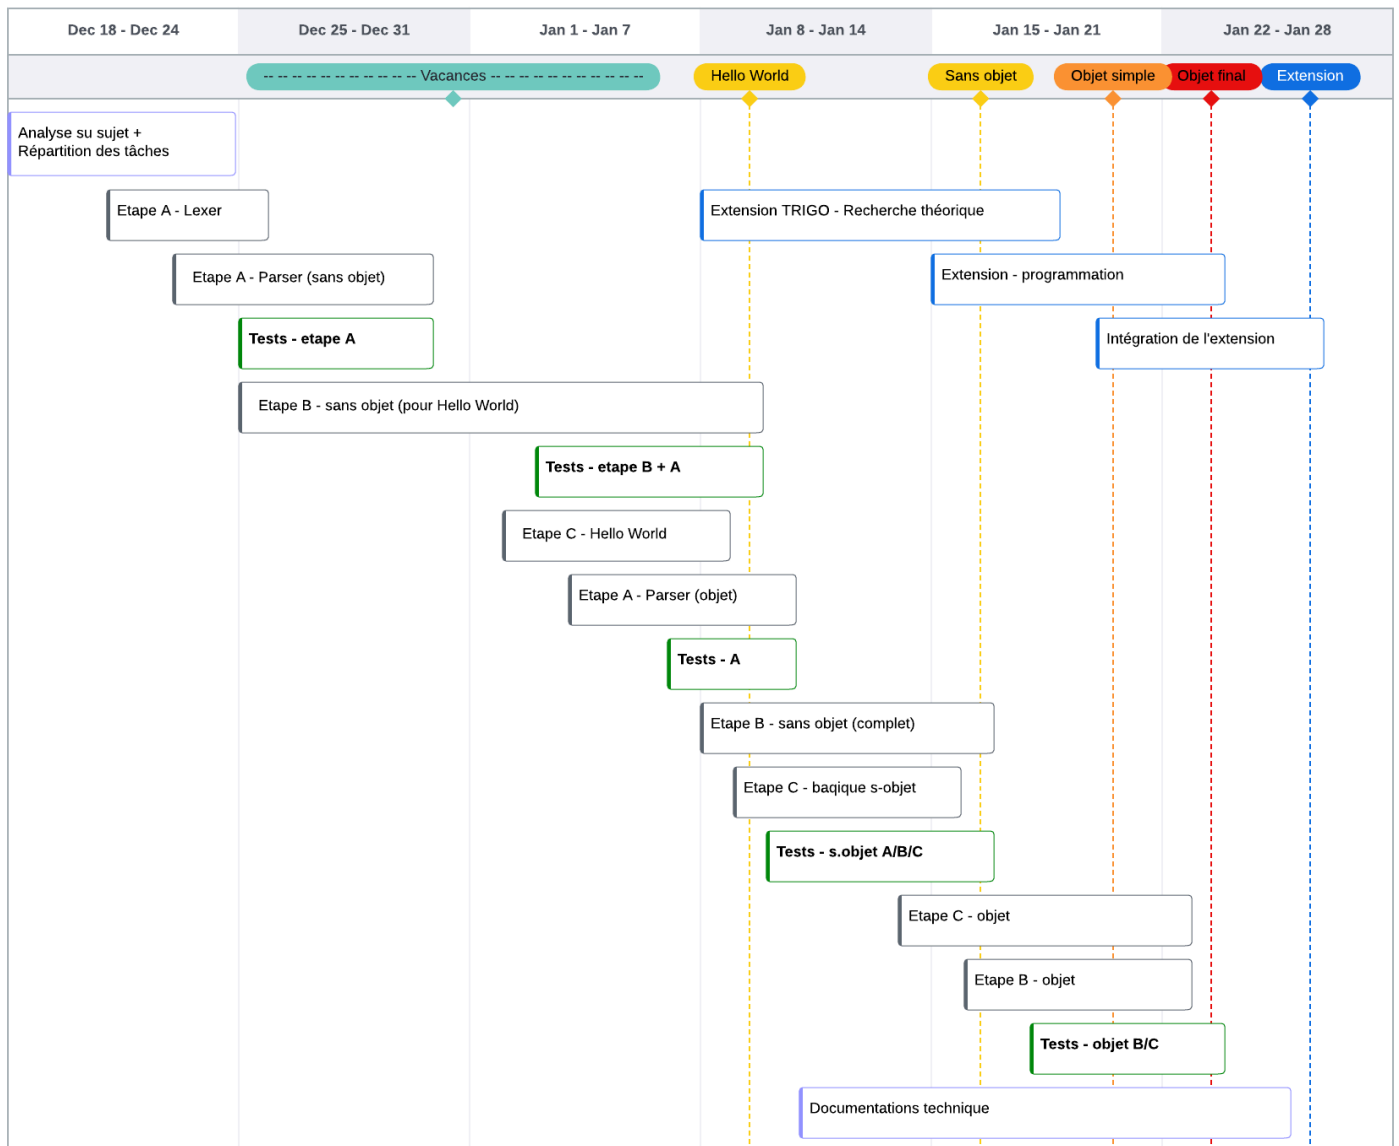 Dec 18 - Dec 24
Dec 25 - Dec 31
Jan 1 - Jan 7
Jan 8 - Jan 14
Jan 15 - Jan 21
Jan 22 - Jan 28
-- -- -- -- -- -- -- -- -- -- -- Vacances -- -- -- -- -- -- -- -- -- -- --
Hello World
Sans objet
Objet simple
Objet final
Extension
Analyse su sujet +
Répartition des tâches
Etape A - Lexer
Extension TRIGO - Recherche théorique
Etape A - Parser (sans objet)
Extension - programmation
Tests - etape A
Intégration de l'extension
Etape B - sans objet (pour Hello World)
Tests - etape B + A
Etape C - Hello World
Etape A - Parser (objet)
Tests - A
Etape B - sans objet (complet)
Etape C - baqique s-objet
Tests - s.objet A/B/C
Etape C - objet
Etape B - objet
Tests - objet B/C
Documentations technique